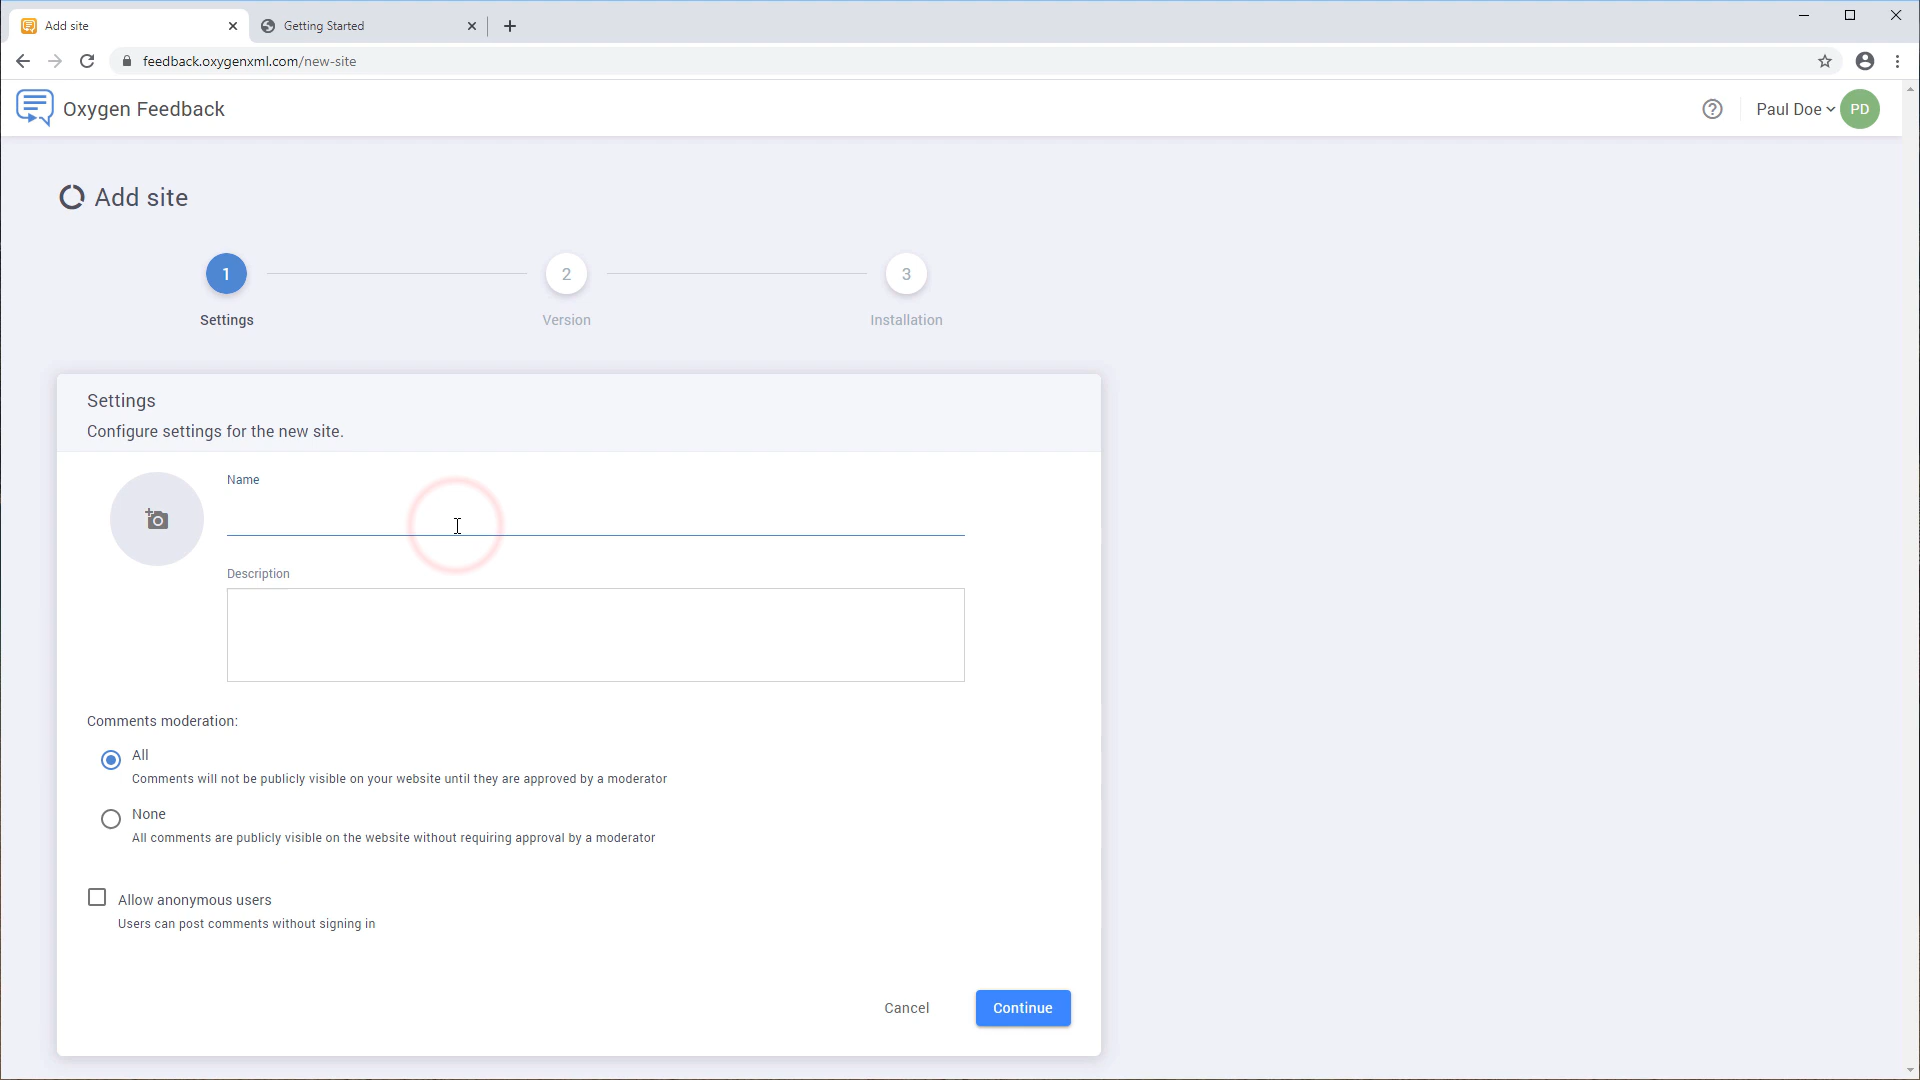 Add site
Getting Started
feedback.oxygenxml.com/new-site
Oxygen Feedback
Paul Doe
PD
Add site
1
2
3
Settings
Version
Installation
Settings
Configure settings for the new site.
Name
Description
Comments moderation:
All
Comments will not be publicly visible on your website until they are approved by a moderator
None
All comments are publicly visible on the website without requiring approval by a moderator
Allow anonymous users
Users can post comments without signing in
Cancel
Continue